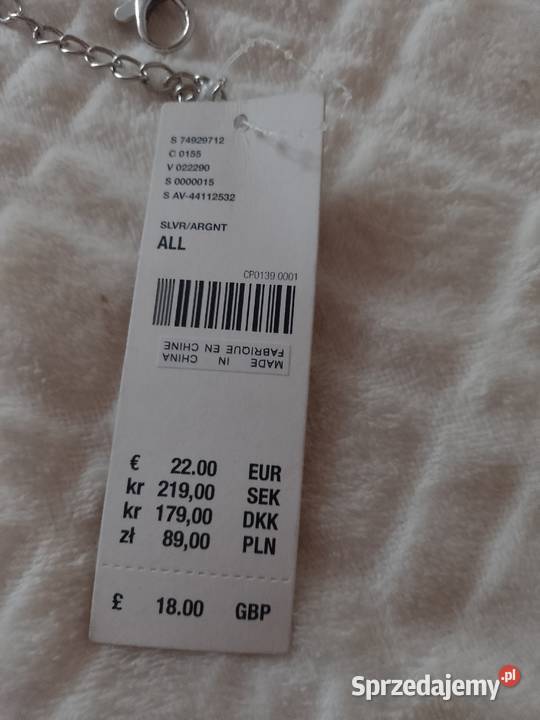 S 74929712
C 0155
V 022290
S 0000015
S AV-44112532
SLVR/ARGNT
ALL
CP0139 0001
MADE IN CHINA
FABRIQUE EN CHINE
€ 22.00 EUR
kr 219,00 SEK
kr 179,00 DKK
zł 89,00 PLN
£ 18.00 GBP
Sprzedajemy.pl